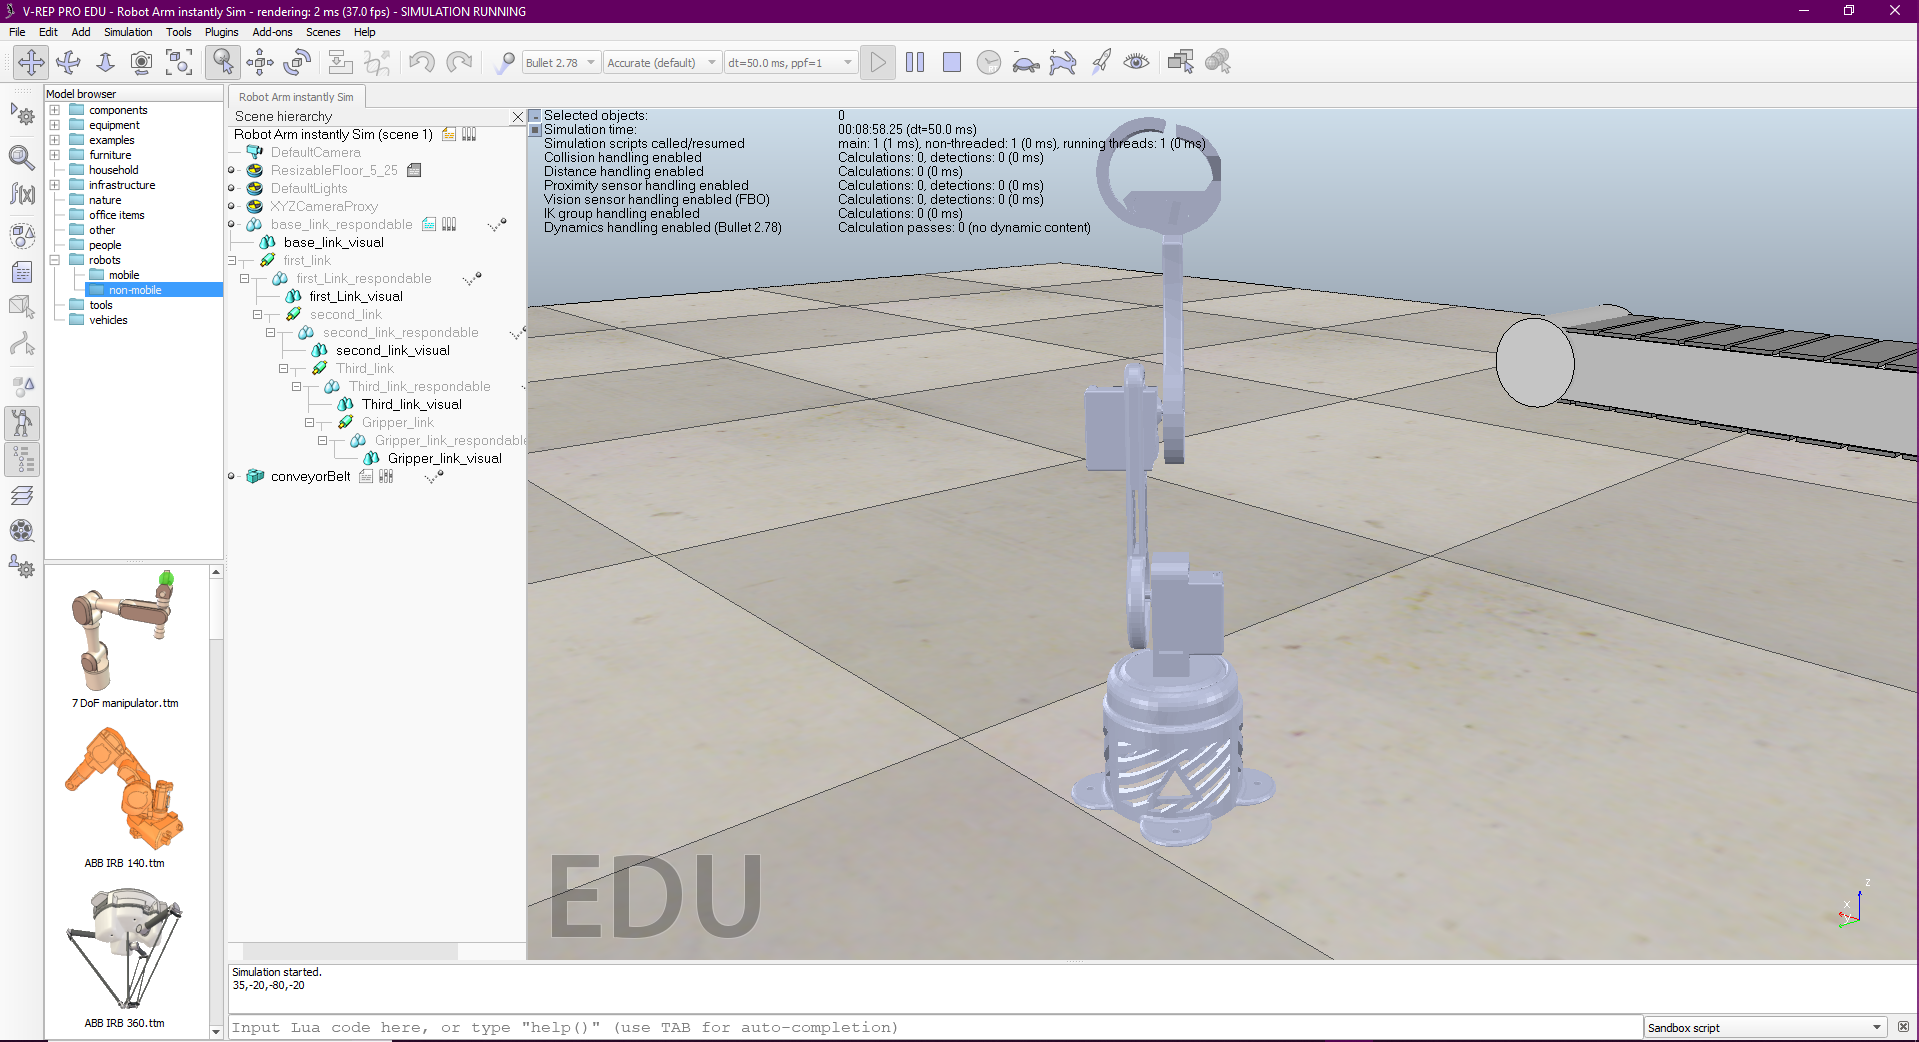 V-REP PRO EDU - Robot Arm instantly Sim - rendering: 2 ms (37.0 fps) - SIMULATION RUNNING
File Edit Add Simulation Tools Plugins Add-ons Scenes Help
Bullet 2.78 Accurate (default) dt=50.0 ms, ppf=1
Model browser
components
equipment
examples
furniture
household
infrastructure
nature
office items
other
people
robots
mobile
non-mobile
tools
vehicles
7 DoF manipulator.ttm
ABB IRB 140.ttm
ABB IRB 360.ttm
Robot Arm instantly Sim
Scene hierarchy
Robot Arm instantly Sim (scene 1)
DefaultCamera
ResizableFloor_5_25
DefaultLights
XYZCameraProxy
base_link_respondable
base_link_visual
first_link
first_Link_respondable
first_Link_visual
second_link
second_link_respondable
second_link_visual
Third_link
Third_link_respondable
Third_link_visual
Gripper_link
Gripper_link_respondable
Gripper_link_visual
conveyorBelt
Selected objects: 0
Simulation time: 00:08:58.25 (dt=50.0 ms)
Simulation scripts called/resumed main: 1 (1 ms), non-threaded: 1 (0 ms), running threads: 1 (0 ms)
Collision handling enabled Calculations: 0, detections: 0 (0 ms)
Distance handling enabled Calculations: 0 (0 ms)
Proximity sensor handling enabled Calculations: 0, detections: 0 (0 ms)
Vision sensor handling enabled (FBO) Calculations: 0, detections: 0 (0 ms)
IK group handling enabled Calculations: 0 (0 ms)
Dynamics handling enabled (Bullet 2.78) Calculation passes: 0 (no dynamic content)
EDU
z
x
y
Simulation started.
35,-20,-80,-20
Input Lua code here, or type "help()" (use TAB for auto-completion)
Sandbox script